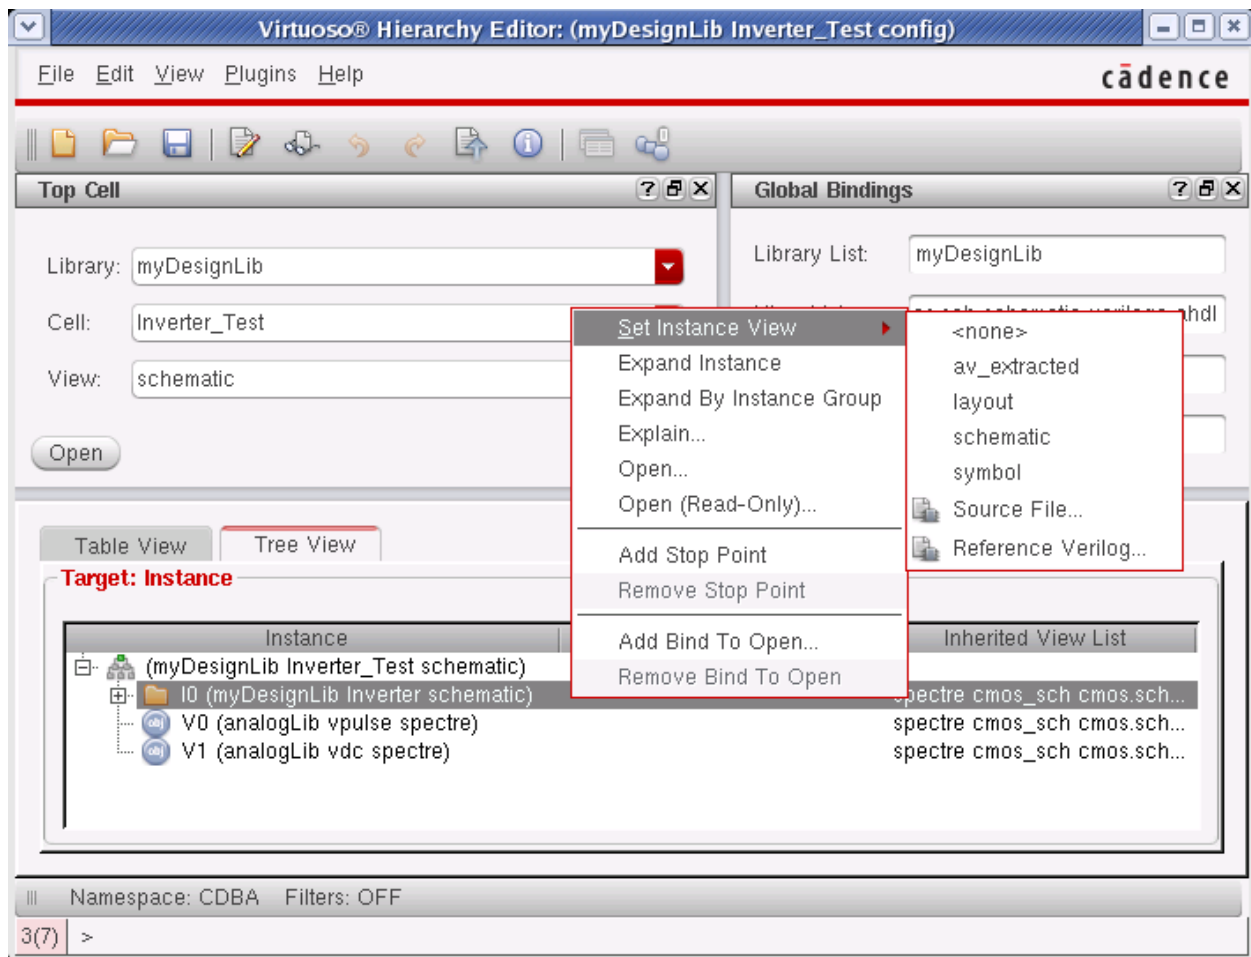 Virtuoso® Hierarchy Editor: (myDesignLib Inverter_Test config)
File Edit View Plugins Help
cādence
Top Cell
Library: myDesignLib
Cell: Inverter_Test
View: schematic
Open
Global Bindings
Library List: myDesignLib
Set Instance View
Expand Instance
Expand By Instance Group
Explain...
Open...
Open (Read-Only)...
Add Stop Point
Remove Stop Point
Add Bind To Open...
Remove Bind To Open
<none>
av_extracted
layout
schematic
symbol
Source File...
Reference Verilog...
Table View Tree View
Target: Instance
Instance Inherited View List
(myDesignLib Inverter_Test schematic)
I0 (myDesignLib Inverter schematic) spectre cmos_sch cmos.sch...
V0 (analogLib vpulse spectre) spectre cmos_sch cmos.sch...
V1 (analogLib vdc spectre) spectre cmos_sch cmos.sch...
Namespace: CDBA Filters: OFF
3(7) >